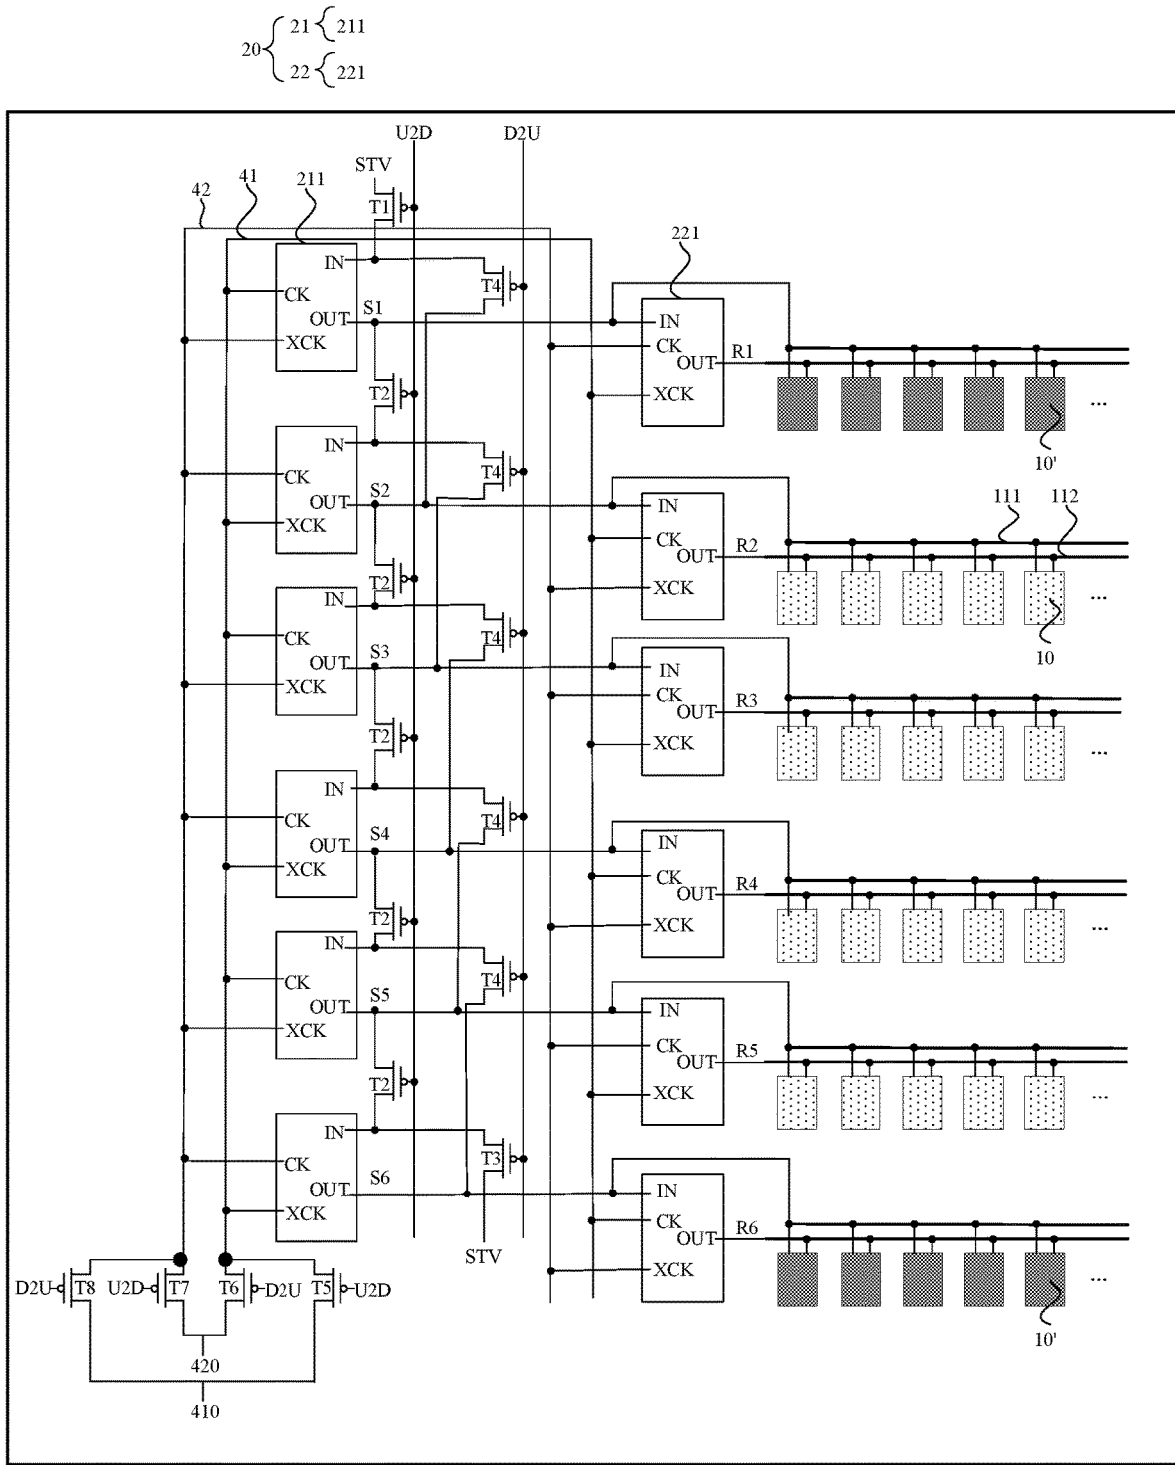 20 { 21 { 211
22 { 221
U2D D2U
STV
42 41 211
T1
221
IN
CK
OUT
XCK
S1
T4
IN
CK
OUT
XCK
R1
...
10'
T2
IN
CK
OUT
XCK
S2
T4
IN
CK
OUT
XCK
R2
111 112
...
10
T2
IN
CK
OUT
XCK
S3
T4
IN
CK
OUT
XCK
R3
...
T2
IN
CK
OUT
XCK
S4
T4
IN
CK
OUT
XCK
R4
...
T2
IN
CK
OUT
XCK
S5
T4
IN
CK
OUT
XCK
R5
...
T2
IN
CK
OUT
XCK
S6
T3
STV
IN
CK
OUT
XCK
R6
...
10'
D2U T8 U2D T7 T6 D2U T5 U2D
420
410